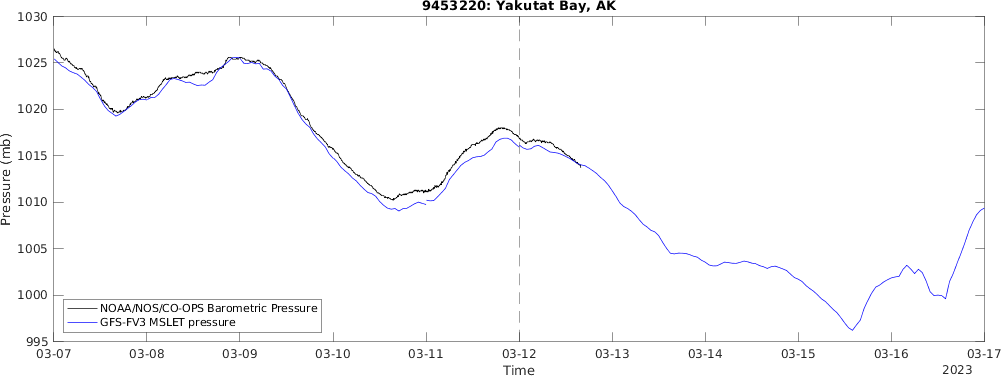 9453220: Yakutat Bay, AK
1030
1025
1020
1015
1010
1005
1000
995
Pressure (mb)
NOAA/NOS/CO-OPS Barometric Pressure
GFS-FV3 MSLET pressure
03-07 03-08 03-09 03-10 03-11 03-12 03-13 03-14 03-15 03-16 03-17
Time
2023